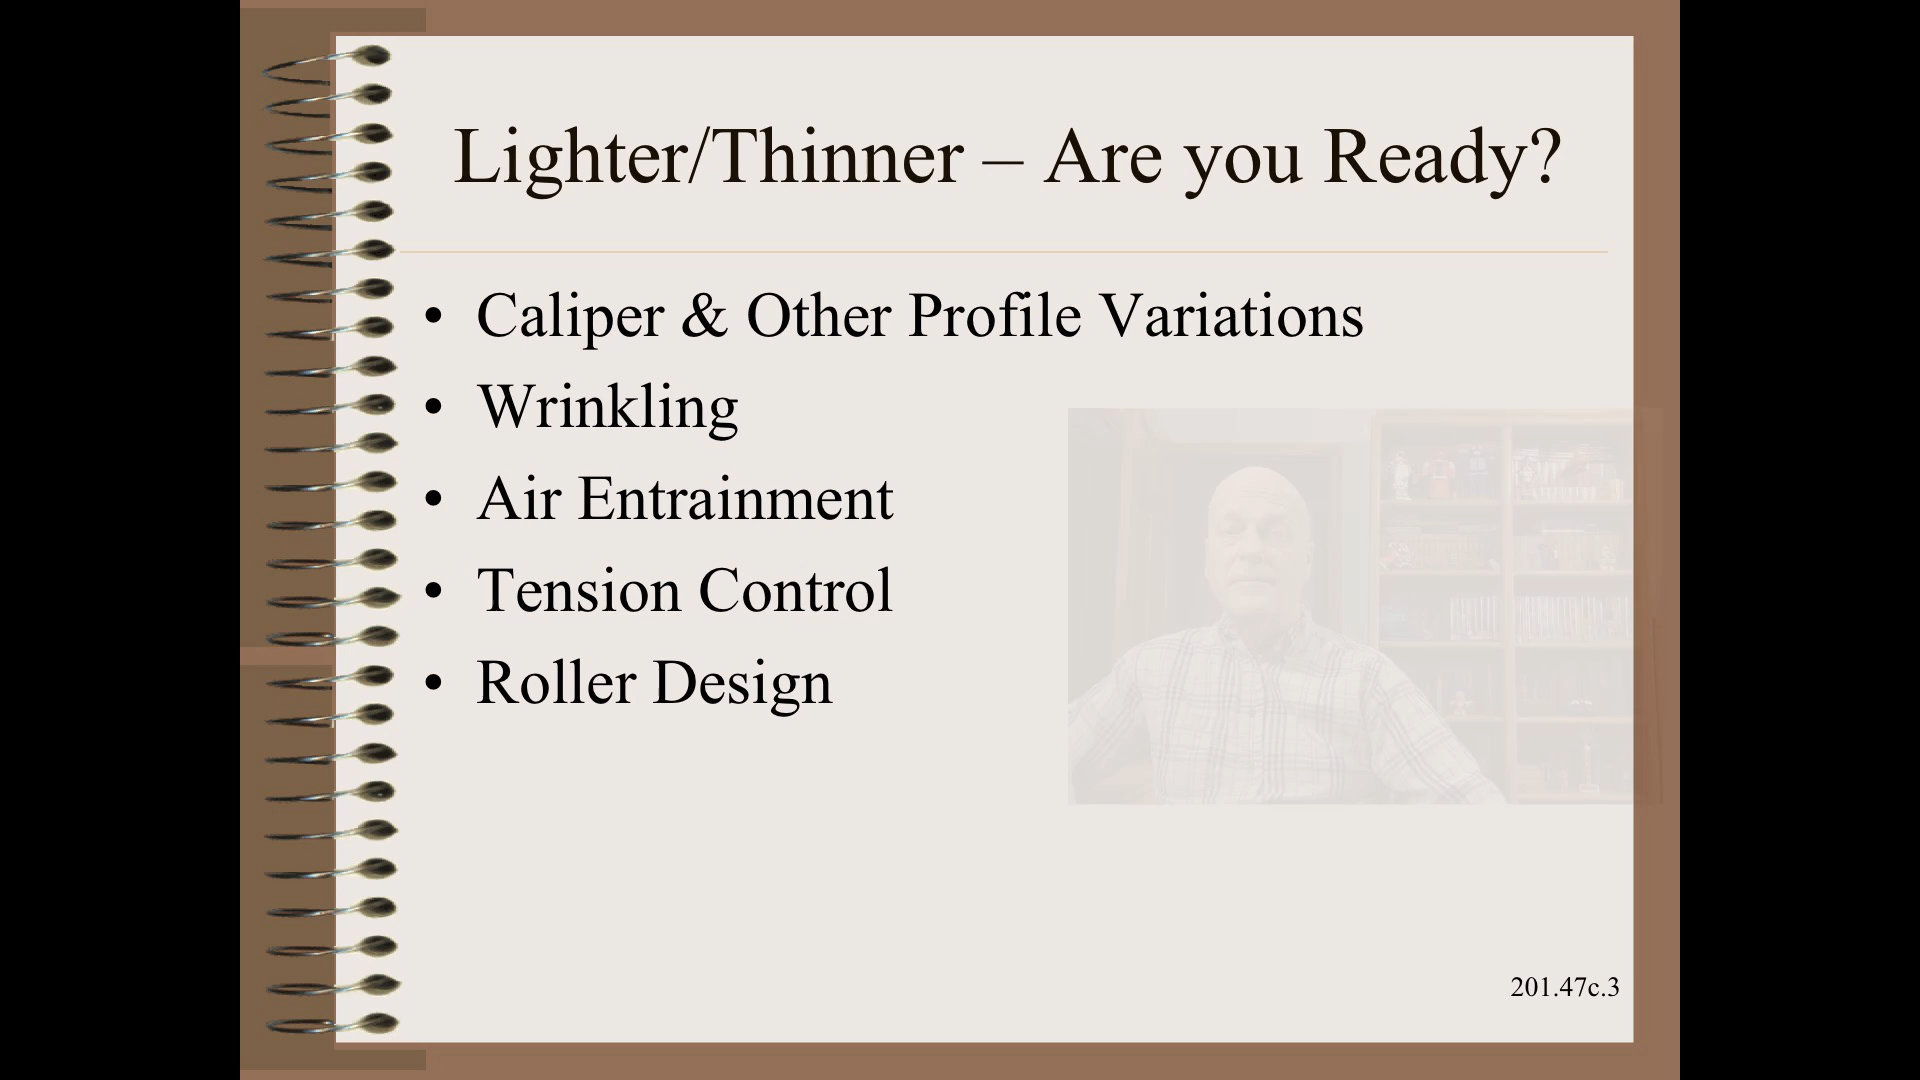 Lighter/Thinner – Are you Ready?
• Caliper & Other Profile Variations
• Wrinkling
• Air Entrainment
• Tension Control
• Roller Design
201.47c.3